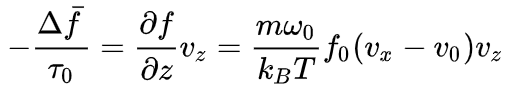 $$-\frac{\Delta \bar{f}}{\tau_0} = \frac{\partial f}{\partial z} v_z = \frac{m\omega_0}{k_B T} f_0 (v_x - v_0) v_z$$